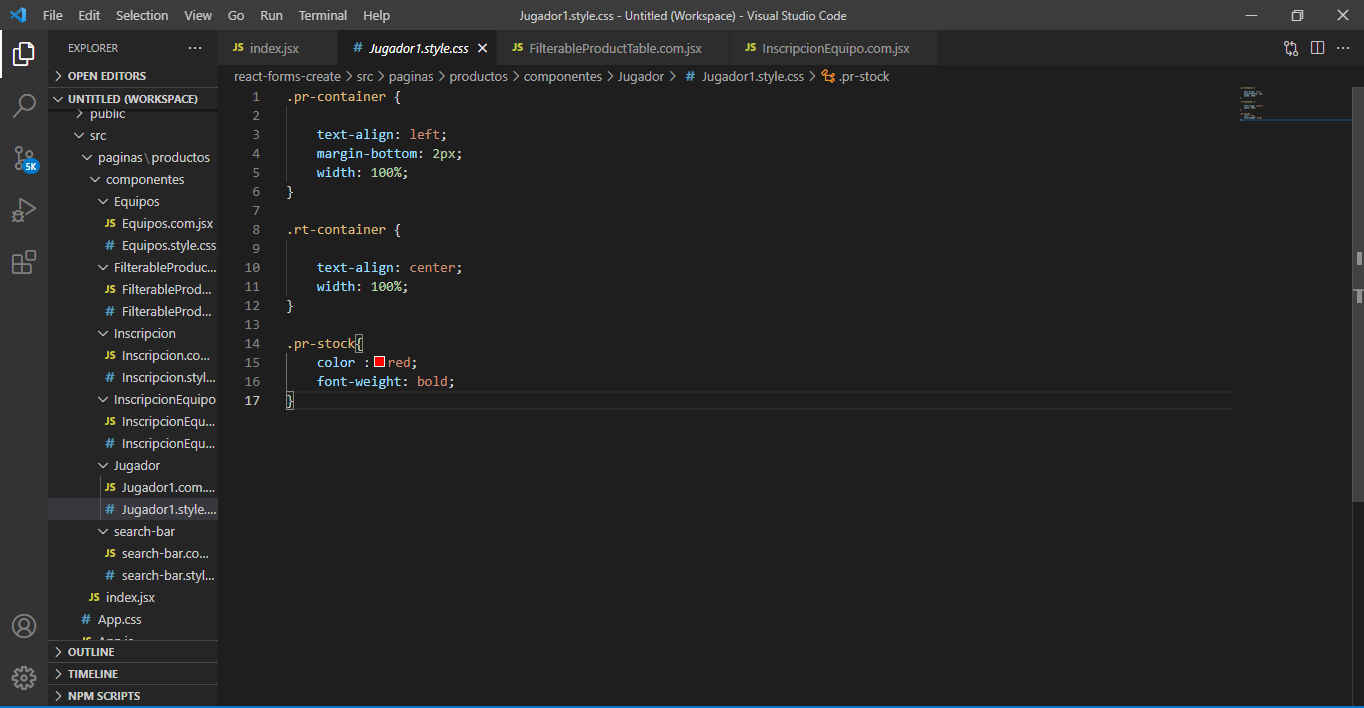 File Edit Selection View Go Run Terminal Help Jugador1.style.css - Untitled (Workspace) - Visual Studio Code
EXPLORER ...
JS index.jsx # Jugador1.style.css JS FilterableProductTable.com.jsx JS InscripcionEquipo.com.jsx
OPEN EDITORS
UNTITLED (WORKSPACE)
public
src
paginas\productos
componentes
Equipos
JS Equipos.com.jsx
# Equipos.style.css
FilterableProduc...
JS FilterableProd...
# FilterableProd...
Inscripcion
JS Inscripcion.co...
# Inscripcion.styl...
InscripcionEquipo
JS InscripcionEqu...
# InscripcionEqu...
Jugador
JS Jugador1.com....
# Jugador1.style....
search-bar
JS search-bar.co...
# search-bar.styl...
JS index.jsx
# App.css
JS App.js
OUTLINE
TIMELINE
NPM SCRIPTS
5K
react-forms-create > src > paginas > productos > componentes > Jugador > # Jugador1.style.css > .pr-stock
1 .pr-container {
2
3 text-align: left;
4 margin-bottom: 2px;
5 width: 100%;
6 }
7
8 .rt-container {
9
10 text-align: center;
11 width: 100%;
12 }
13
14 .pr-stock{
15 color : red;
16 font-weight: bold;
17 }